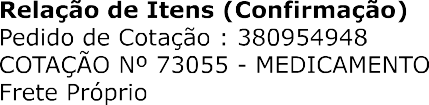 Relação de Itens (Confirmação)
Pedido de Cotação : 380954948
COTAÇÃO Nº 73055 - MEDICAMENTO
Frete Próprio